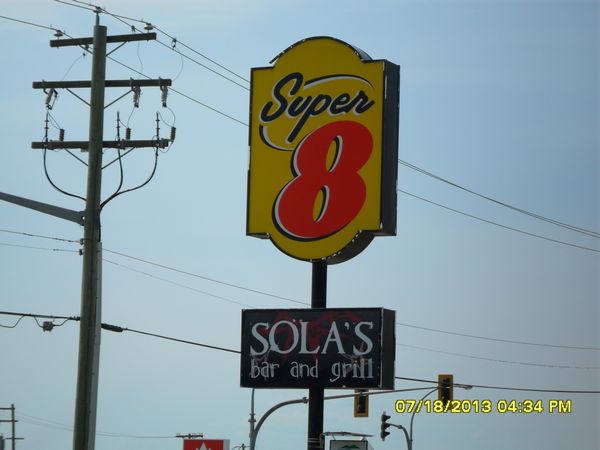 Super
8
SOLA'S
bar and grill
07/18/2013 04:34 PM